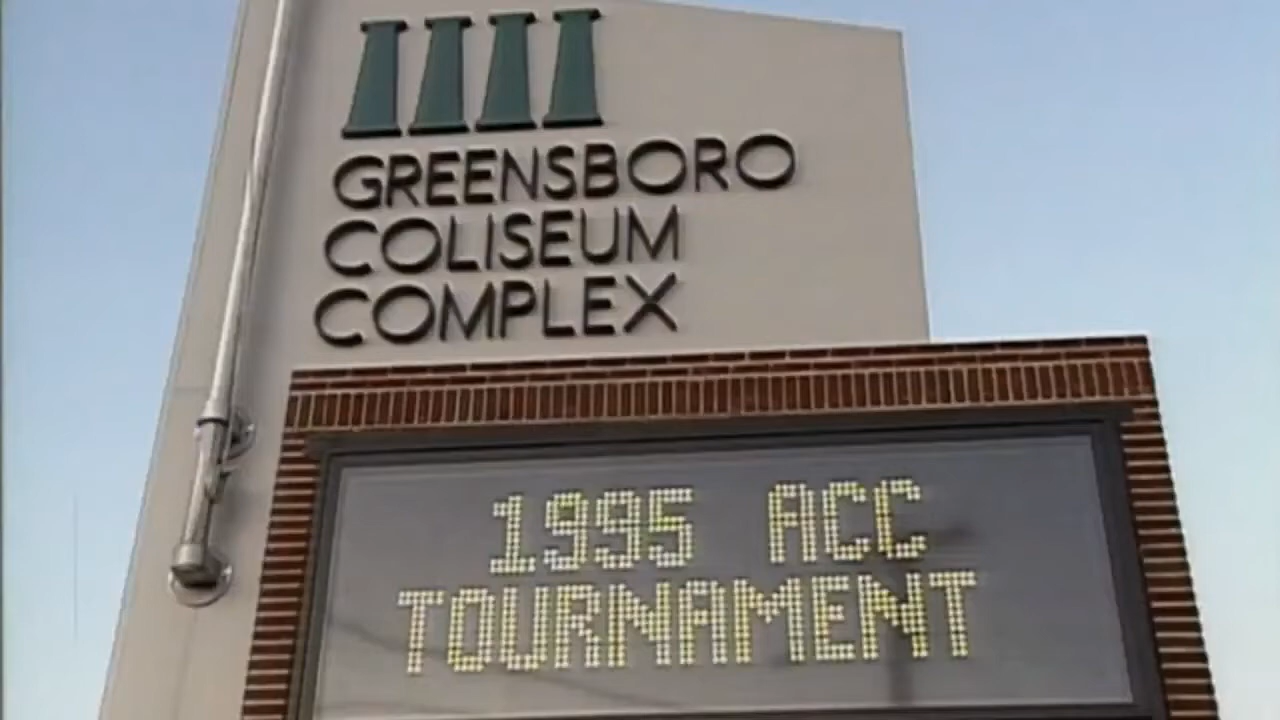 GREENSBORO
COLISEUM
COMPLEX
1995 ACC
TOURNAMENT